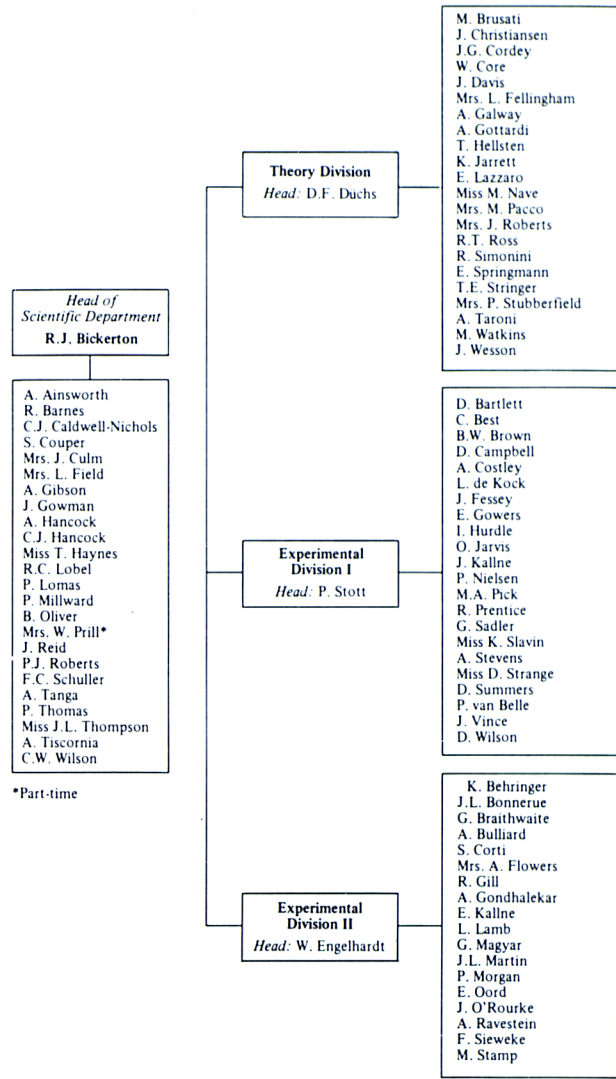 Head of
Scientific Department
R.J. Bickerton
A. Ainsworth
R. Barnes
C.J. Caldwell-Nichols
S. Couper
Mrs. J. Culm
Mrs. L. Field
A. Gibson
J. Gowman
A. Hancock
C.J. Hancock
Miss T. Haynes
R.C. Lobel
P. Lomas
P. Millward
B. Oliver
Mrs. W. Prill*
J. Reid
P.J. Roberts
F.C. Schuller
A. Tanga
P. Thomas
Miss J.L. Thompson
A. Tiscornia
C.W. Wilson
*Part-time
Theory Division
Head: D.F. Duchs
M. Brusati
J. Christiansen
J.G. Cordey
W. Core
J. Davis
Mrs. L. Fellingham
A. Galway
A. Gottardi
T. Hellsten
K. Jarrett
E. Lazzaro
Miss M. Nave
Mrs. M. Pacco
Mrs. J. Roberts
R.T. Ross
R. Simonini
E. Springmann
T.E. Stringer
Mrs. P. Stubberfield
A. Taroni
M. Watkins
J. Wesson
Experimental
Division I
Head: P. Stott
D. Bartlett
C. Best
B.W. Brown
D. Campbell
A. Costley
L. de Kock
J. Fessey
E. Gowers
I. Hurdle
O. Jarvis
J. Kallne
P. Nielsen
M.A. Pick
R. Prentice
G. Sadler
Miss K. Slavin
A. Stevens
Miss D. Strange
D. Summers
P. van Belle
J. Vince
D. Wilson
Experimental
Division II
Head: W. Engelhardt
K. Behringer
J.L. Bonnerue
G. Braithwaite
A. Bulliard
S. Corti
Mrs. A. Flowers
R. Gill
A. Gondhalekar
E. Kallne
L. Lamb
G. Magyar
J.L. Martin
P. Morgan
E. Oord
J. O'Rourke
A. Ravestein
F. Sieweke
M. Stamp